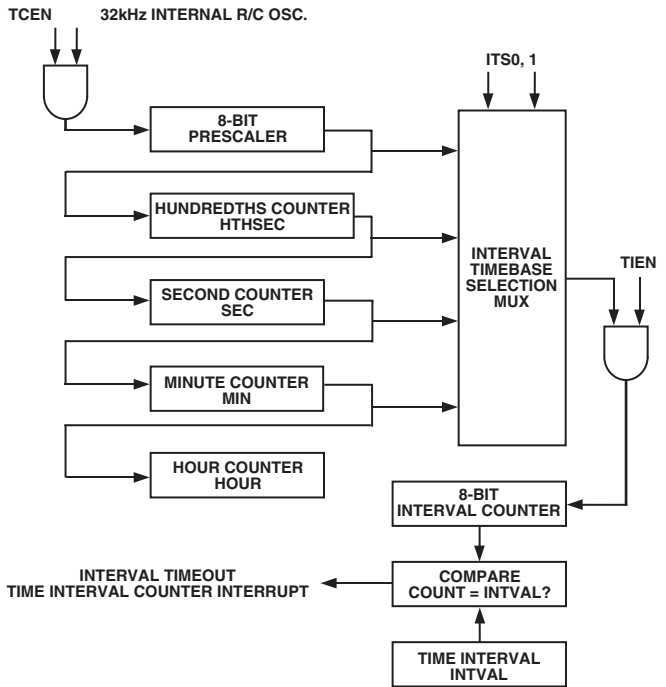 TCEN 32kHz INTERNAL R/C OSC.
ITS0, 1
8-BIT
PRESCALER
HUNDREDTHS COUNTER
HTHSEC
INTERVAL
TIMEBASE
SELECTION
MUX
TIEN
SECOND COUNTER
SEC
MINUTE COUNTER
MIN
HOUR COUNTER
HOUR
8-BIT
INTERVAL COUNTER
INTERVAL TIMEOUT
TIME INTERVAL COUNTER INTERRUPT
COMPARE
COUNT = INTVAL?
TIME INTERVAL
INTVAL